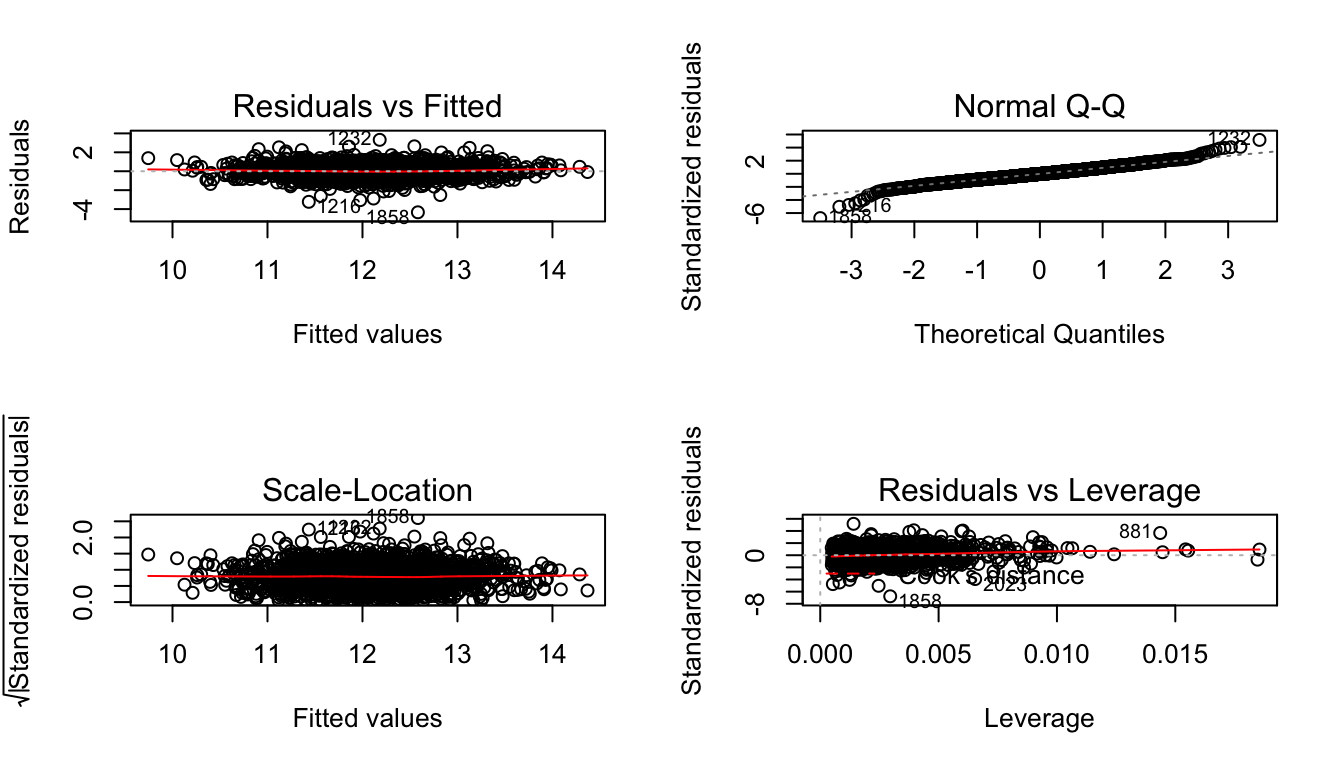 Residuals vs Fitted
Residuals
2
-4
1232
1216
1858
10 11 12 13 14
Fitted values
Normal Q-Q
Standardized residuals
2
-6
1232
1858
16
-3 -2 -1 0 1 2 3
Theoretical Quantiles
Scale-Location
√|Standardized residuals|
2.0
0.0
1858
10 11 12 13 14
Fitted values
Residuals vs Leverage
Standardized residuals
0
-8
881
Cook's distance
2023
1858
0.000 0.005 0.010 0.015
Leverage